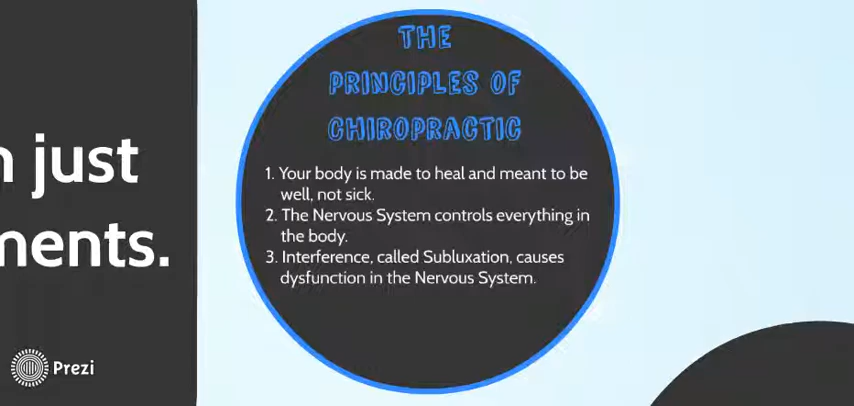 n just
ments.
THE
PRINCIPLES OF
CHIROPRACTIC
1. Your body is made to heal and meant to be
well, not sick.
2. The Nervous System controls everything in
the body.
3. Interference, called Subluxation, causes
dysfunction in the Nervous System.
Prezi